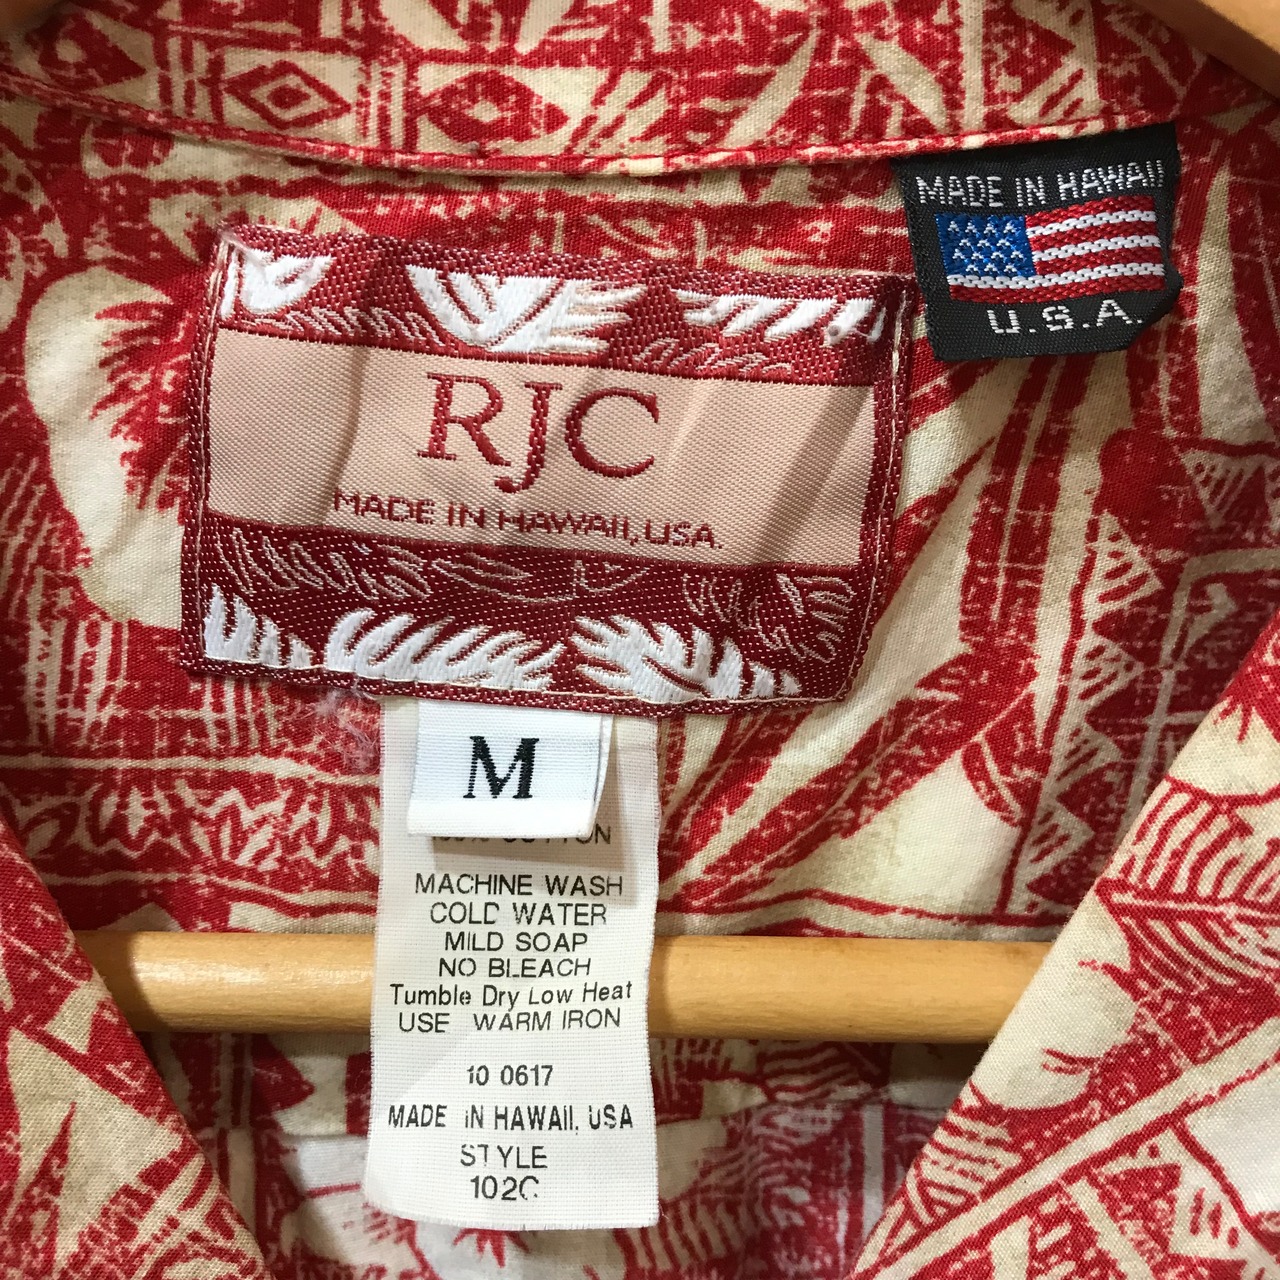 MADE IN HAWAII
U.S.A.
RJC
MADE IN HAWAII, USA.
M
COTTON
MACHINE WASH
COLD WATER
MILD SOAP
NO BLEACH
Tumble Dry Low Heat
USE WARM IRON
10 0617
MADE IN HAWAII, USA
STYLE
102C